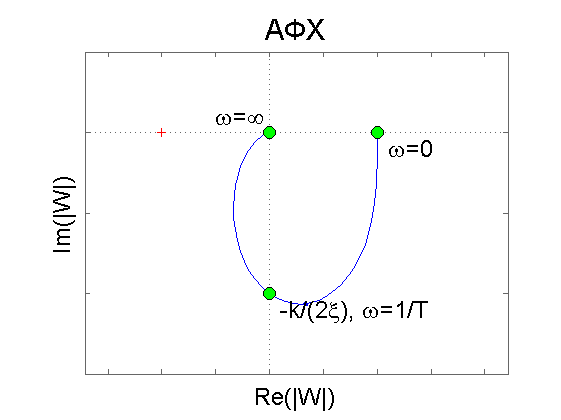 АФХ
ω=∞
ω=0
Im(|W|)
-k/(2ξ), ω=1/T
Re(|W|)